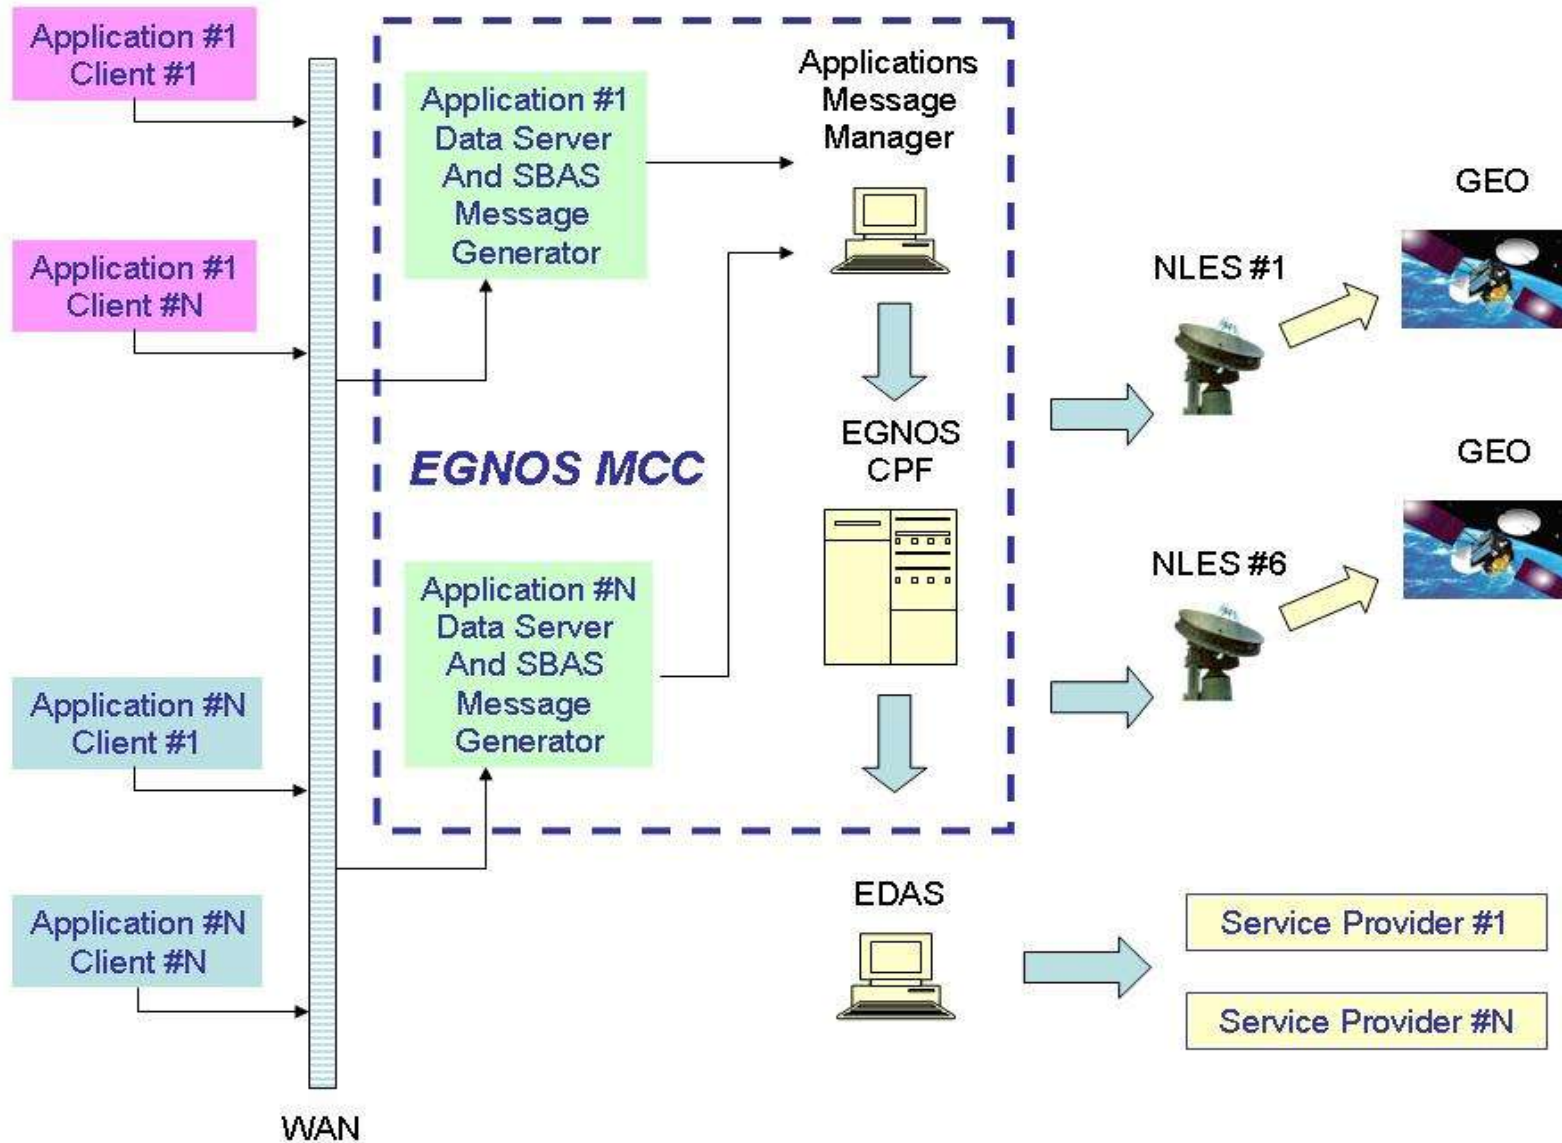 Application #1
Client #1
Application #1
Client #N
Application #N
Client #1
Application #N
Client #N
WAN
Application #1
Data Server
And SBAS
Message
Generator
EGNOS MCC
Application #N
Data Server
And SBAS
Message
Generator
Applications
Message
Manager
EGNOS
CPF
EDAS
NLES #1
GEO
NLES #6
GEO
Service Provider #1
Service Provider #N